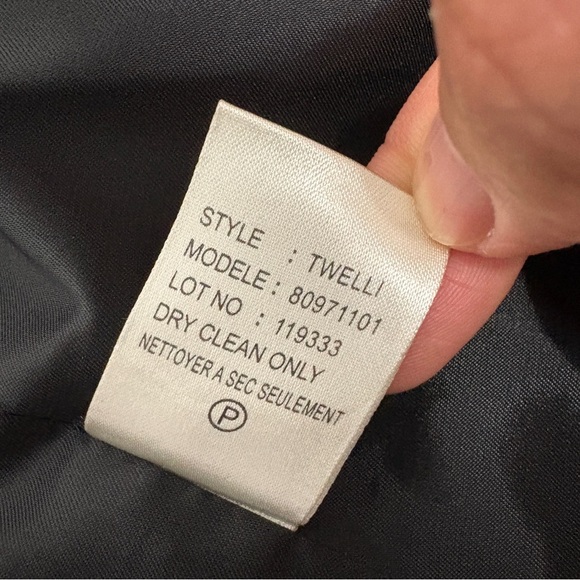 STYLE : TWELLI
MODELE : 80971101
LOT NO : 119333
DRY CLEAN ONLY
NETTOYER A SEC SEULEMENT
P